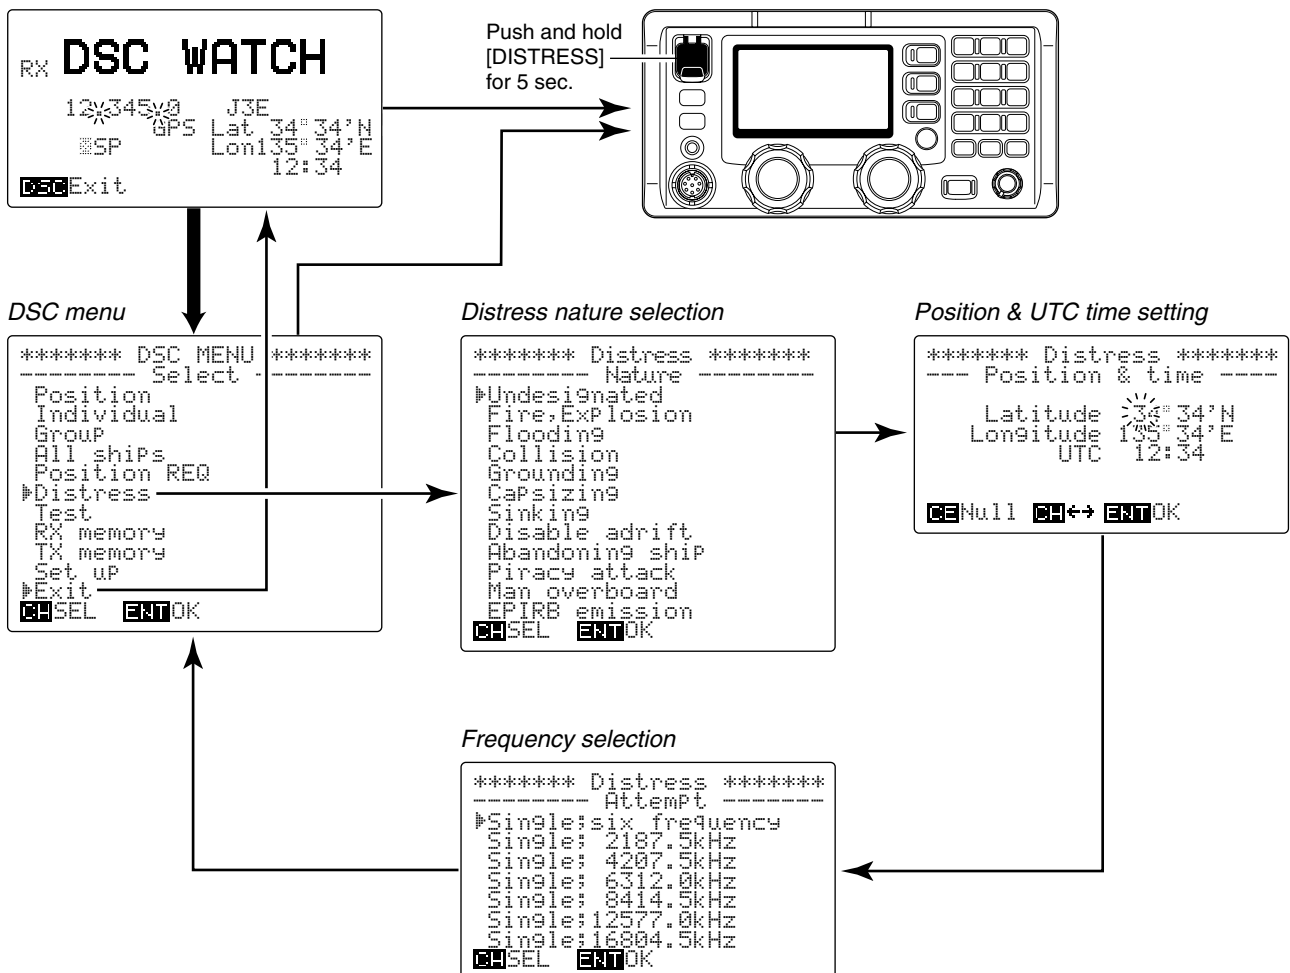 RX DSC WATCH
12.345.0 J3E
GPS Lat 34°34'N
SP Lon135°34'E
12:34
DSC Exit
Push and hold
[DISTRESS]
for 5 sec.
DSC menu
******* DSC MENU *******
-------- Select --------
Position
Individual
Group
All ships
Position REQ
Distress
Test
RX memory
TX memory
Set up
Exit
CH SEL ENT OK
Distress nature selection
******* Distress *******
-------- Nature --------
Undesignated
Fire,Explosion
Flooding
Collision
Grounding
Capsizing
Sinking
Disable adrift
Abandoning ship
Piracy attack
Man overboard
EPIRB emission
CH SEL ENT OK
Position & UTC time setting
******* Distress *******
--- Position & time ----
Latitude 34°34'N
Longitude 135°34'E
UTC 12:34
CE Null CH ↔ ENT OK
Frequency selection
******* Distress *******
-------- Attempt -------
Single;six frequency
Single; 2187.5kHz
Single; 4207.5kHz
Single; 6312.0kHz
Single; 8414.5kHz
Single;12577.0kHz
Single;16804.5kHz
CH SEL ENT OK